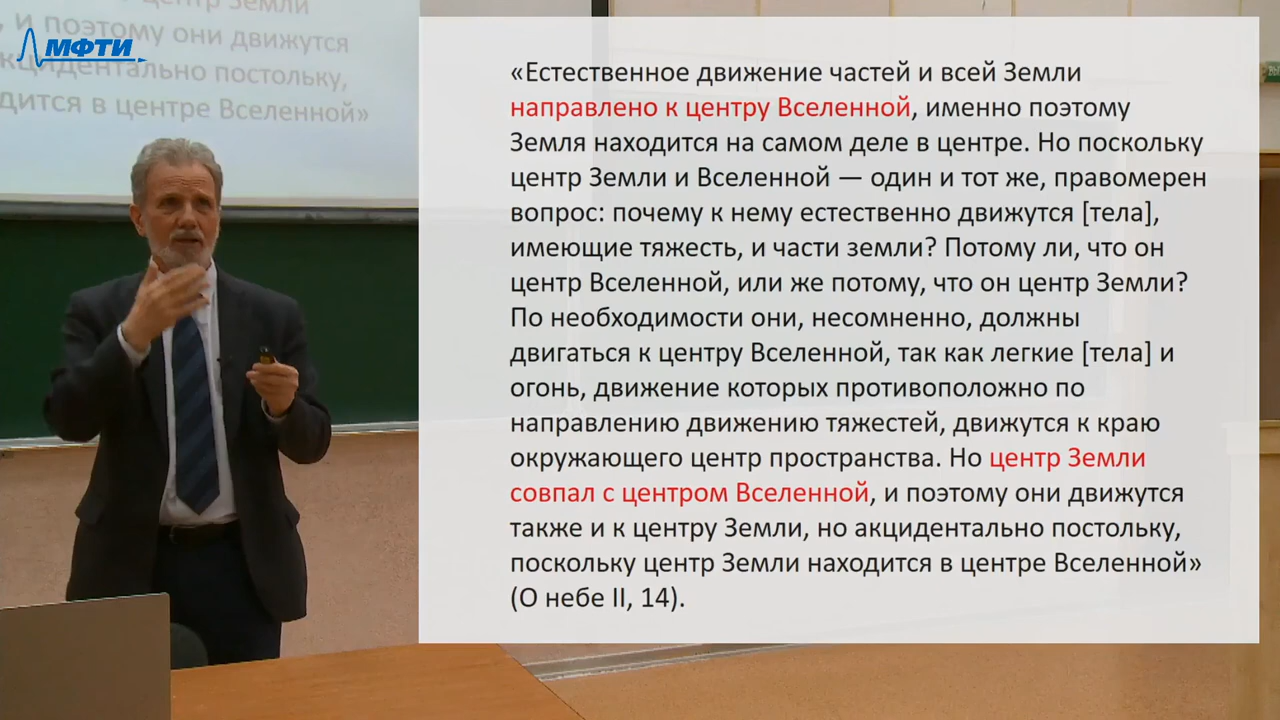 центр Земли
, и поэтому они движутся
акцидентально постольку,
дится в центре Вселенной»
МФТИ
«Естественное движение частей и всей Земли
направлено к центру Вселенной, именно поэтому
Земля находится на самом деле в центре. Но поскольку
центр Земли и Вселенной — один и тот же, правомерен
вопрос: почему к нему естественно движутся [тела],
имеющие тяжесть, и части земли? Потому ли, что он
центр Вселенной, или же потому, что он центр Земли?
По необходимости они, несомненно, должны
двигаться к центру Вселенной, так как легкие [тела] и
огонь, движение которых противоположно по
направлению движению тяжестей, движутся к краю
окружающего центр пространства. Но центр Земли
совпал с центром Вселенной, и поэтому они движутся
также и к центру Земли, но акцидентально постольку,
поскольку центр Земли находится в центре Вселенной»
(О небе II, 14).